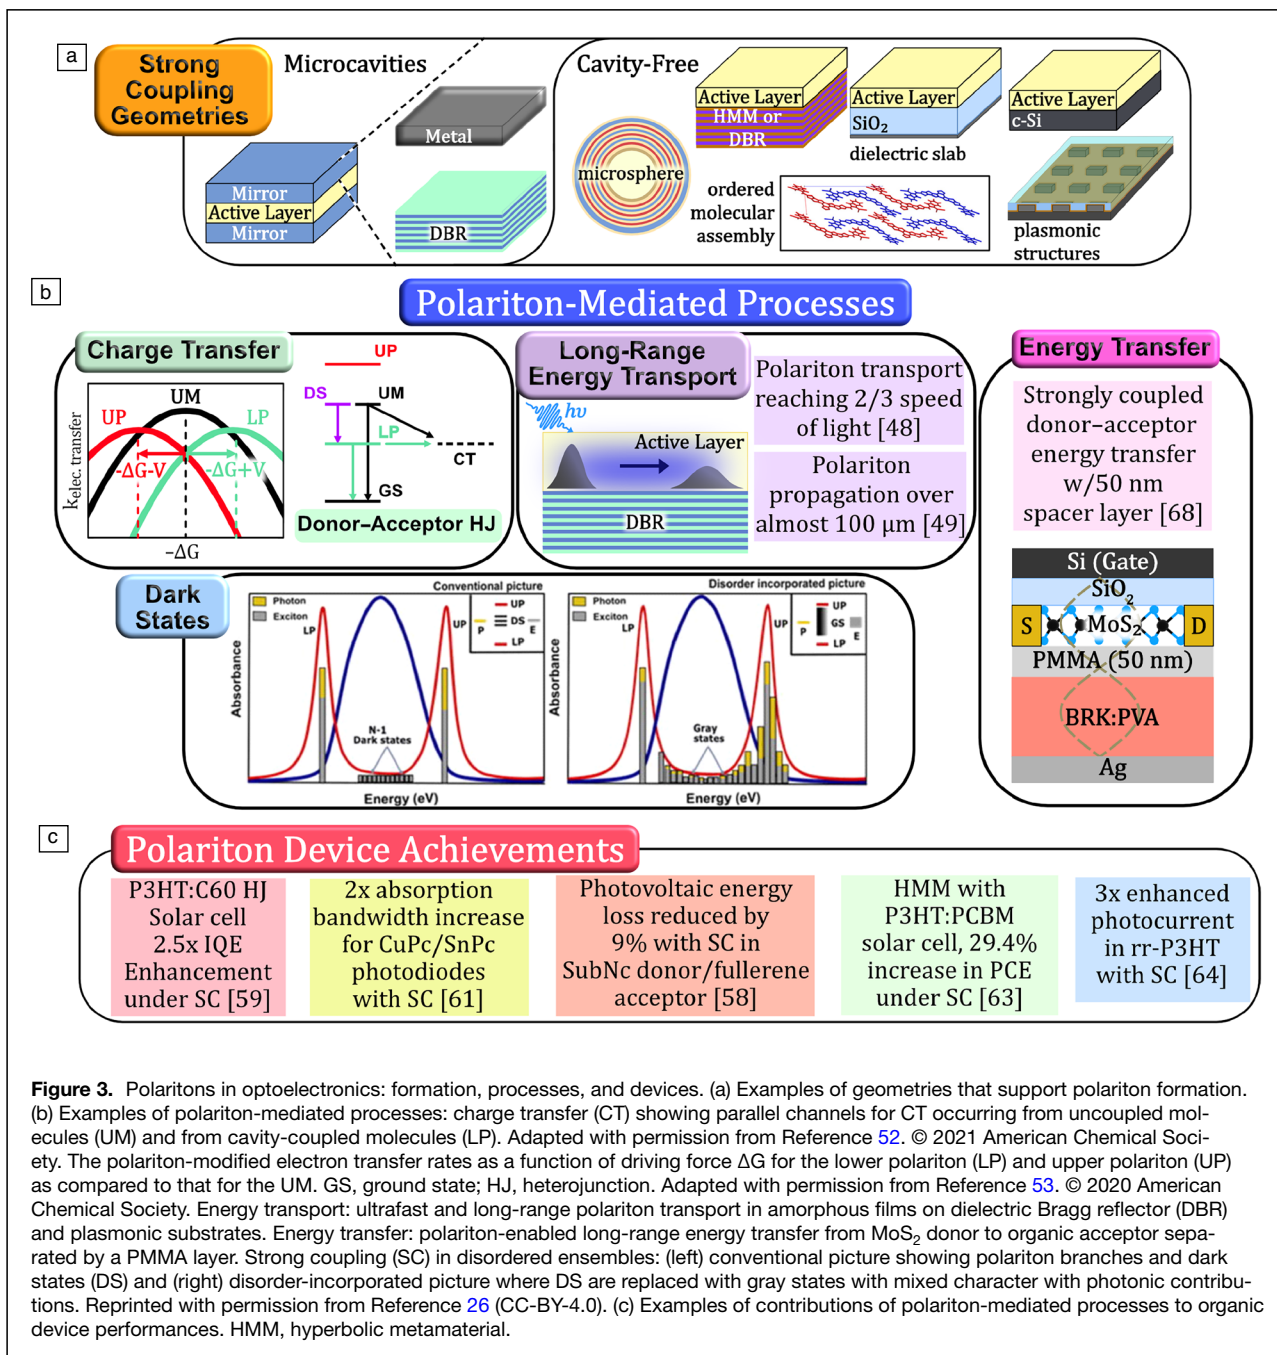 a
Strong
Coupling
Geometries
Microcavities
Metal
Mirror
Active Layer
Mirror
DBR
Cavity-Free
microsphere
Active Layer
HMM or
DBR
Active Layer
SiO₂
dielectric slab
Active Layer
c-Si
ordered
molecular
assembly
plasmonic
structures
b
Polariton-Mediated Processes
Charge Transfer
UM
UP
LP
-ΔG-V
-ΔG+V
k_elec. transfer
-ΔG
UP
DS
UM
LP
CT
GS
Donor–Acceptor HJ
Long-Range
Energy Transport
hν
Active Layer
DBR
Polariton transport
reaching 2/3 speed
of light [48]
Polariton
propagation over
almost 100 µm [49]
Energy Transfer
Strongly coupled
donor–acceptor
energy transfer
w/50 nm
spacer layer [68]
Si (Gate)
SiO₂
S
MoS₂
D
PMMA (50 nm)
BRK:PVA
Ag
Dark
States
Conventional picture
Photon
Exciton
LP
UP
P
UP
DS
LP
E
N-1
Dark states
Absorbance
Energy (eV)
Disorder incorporated picture
Photon
Exciton
LP
UP
P
UP
GS
LP
E
Gray
states
Absorbance
Energy (eV)
c
Polariton Device Achievements
P3HT:C60 HJ
Solar cell
2.5x IQE
Enhancement
under SC [59]
2x absorption
bandwidth increase
for CuPc/SnPc
photodiodes
with SC [61]
Photovoltaic energy
loss reduced by
9% with SC in
SubNc donor/fullerene
acceptor [58]
HMM with
P3HT:PCBM
solar cell, 29.4%
increase in PCE
under SC [63]
3x enhanced
photocurrent
in rr-P3HT
with SC [64]
Figure 3. Polaritons in optoelectronics: formation, processes, and devices. (a) Examples of geometries that support polariton formation.
(b) Examples of polariton-mediated processes: charge transfer (CT) showing parallel channels for CT occurring from uncoupled mol-
ecules (UM) and from cavity-coupled molecules (LP). Adapted with permission from Reference 52. © 2021 American Chemical Soci-
ety. The polariton-modified electron transfer rates as a function of driving force ΔG for the lower polariton (LP) and upper polariton (UP)
as compared to that for the UM. GS, ground state; HJ, heterojunction. Adapted with permission from Reference 53. © 2020 American
Chemical Society. Energy transport: ultrafast and long-range polariton transport in amorphous films on dielectric Bragg reflector (DBR)
and plasmonic substrates. Energy transfer: polariton-enabled long-range energy transfer from MoS₂ donor to organic acceptor sepa-
rated by a PMMA layer. Strong coupling (SC) in disordered ensembles: (left) conventional picture showing polariton branches and dark
states (DS) and (right) disorder-incorporated picture where DS are replaced with gray states with mixed character with photonic contribu-
tions. Reprinted with permission from Reference 26 (CC-BY-4.0). (c) Examples of contributions of polariton-mediated processes to organic
device performances. HMM, hyperbolic metamaterial.